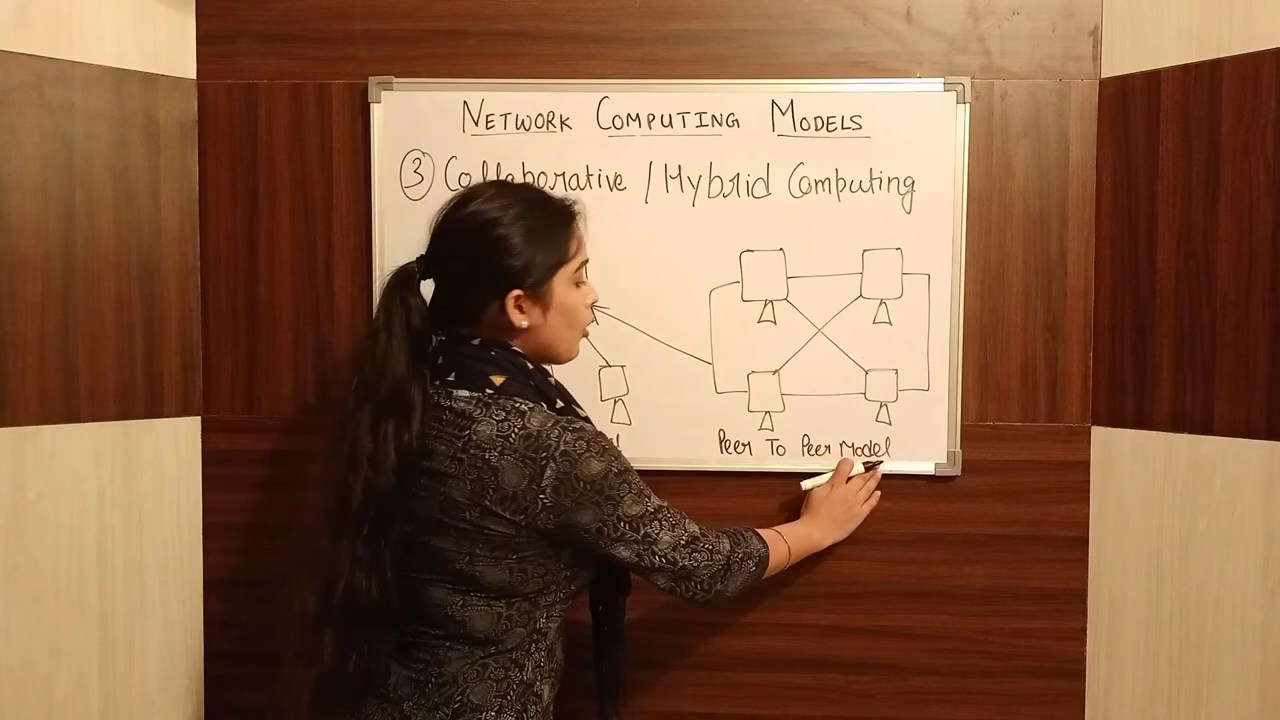 NETWORK COMPUTING MODELS
③ Collaborative / Hybrid Computing
Peer To Peer Model